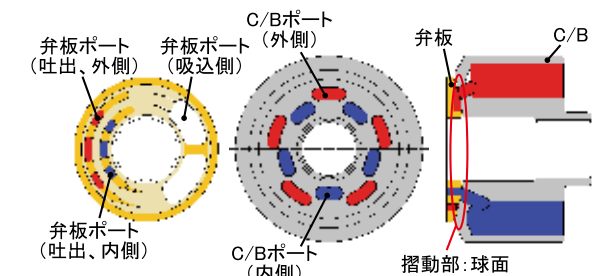 弁板ポート
（吐出、外側）
弁板ポート
（吸込側）
C/Bポート
（外側）
弁板
C/B
弁板ポート
（吐出、内側）
C/Bポート
（内側）
摺動部：球面